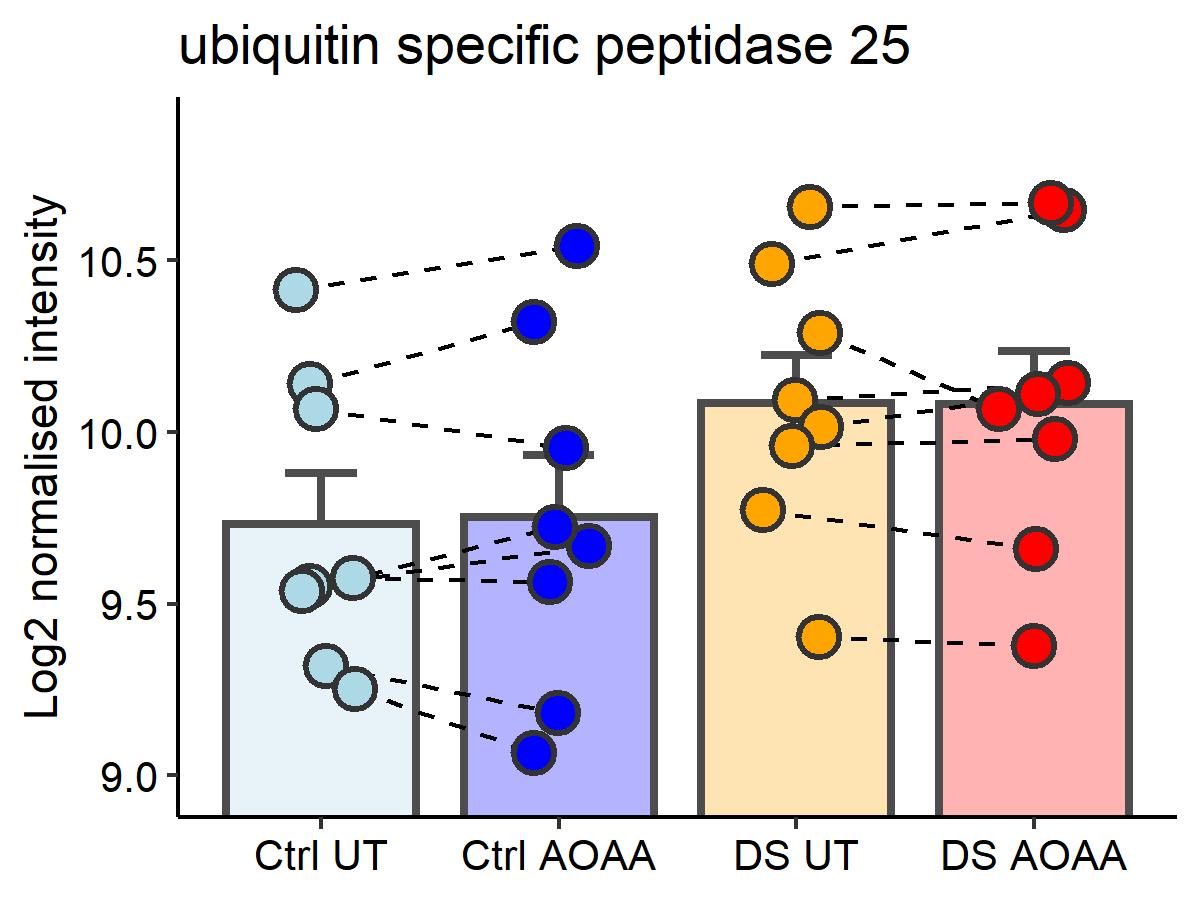 ubiquitin specific peptidase 25
Log2 normalised intensity
10.5
10.0
9.5
9.0
Ctrl UT
Ctrl AOAA
DS UT
DS AOAA